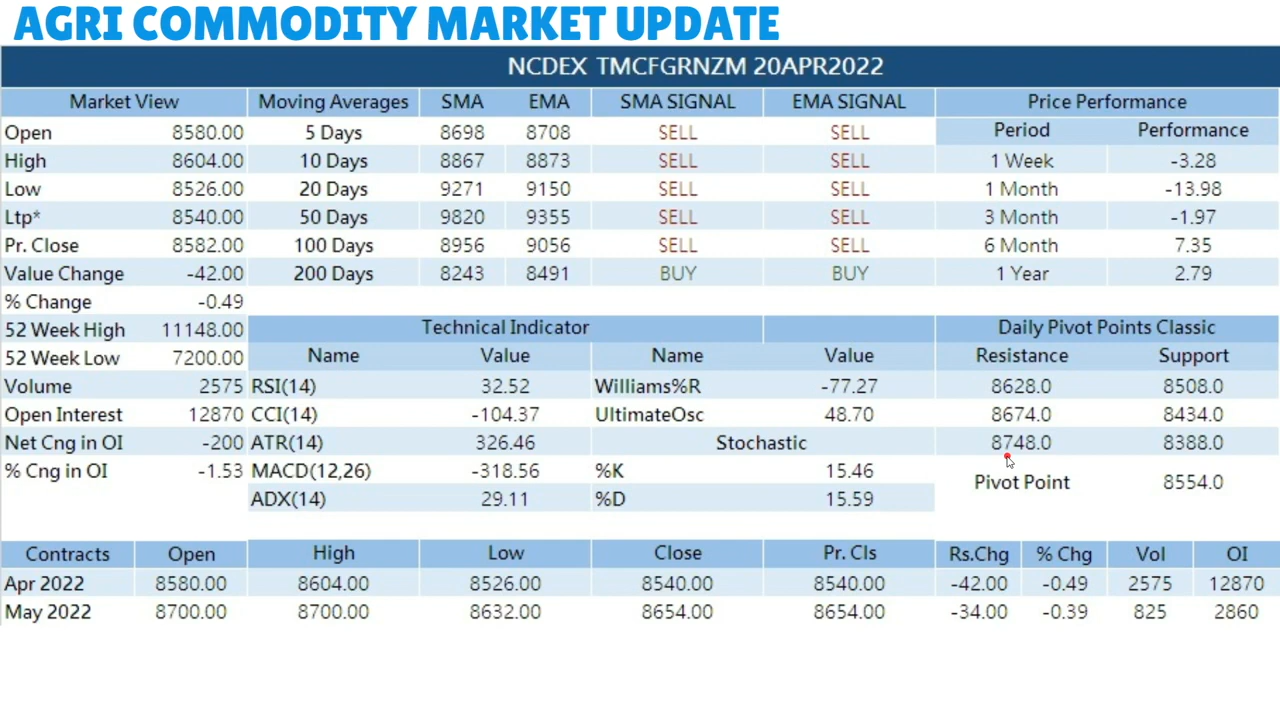 AGRI COMMODITY MARKET UPDATE
NCDEX TMCFGRNZM 20APR2022
Market View Moving Averages SMA EMA SMA SIGNAL EMA SIGNAL Price Performance
Open 8580.00 5 Days 8698 8708 SELL SELL Period Performance
High 8604.00 10 Days 8867 8873 SELL SELL 1 Week -3.28
Low 8526.00 20 Days 9271 9150 SELL SELL 1 Month -13.98
Ltp* 8540.00 50 Days 9820 9355 SELL SELL 3 Month -1.97
Pr. Close 8582.00 100 Days 8956 9056 SELL SELL 6 Month 7.35
Value Change -42.00 200 Days 8243 8491 BUY BUY 1 Year 2.79
% Change -0.49
52 Week High 11148.00 Technical Indicator Daily Pivot Points Classic
52 Week Low 7200.00 Name Value Name Value Resistance Support
Volume 2575 RSI(14) 32.52 Williams%R -77.27 8628.0 8508.0
Open Interest 12870 CCI(14) -104.37 UltimateOsc 48.70 8674.0 8434.0
Net Cng in OI -200 ATR(14) 326.46 Stochastic 8748.0 8388.0
% Cng in OI -1.53 MACD(12,26) -318.56 %K 15.46 Pivot Point 8554.0
ADX(14) 29.11 %D 15.59
Contracts Open High Low Close Pr. Cls Rs.Chg % Chg Vol OI
Apr 2022 8580.00 8604.00 8526.00 8540.00 8540.00 -42.00 -0.49 2575 12870
May 2022 8700.00 8700.00 8632.00 8654.00 8654.00 -34.00 -0.39 825 2860